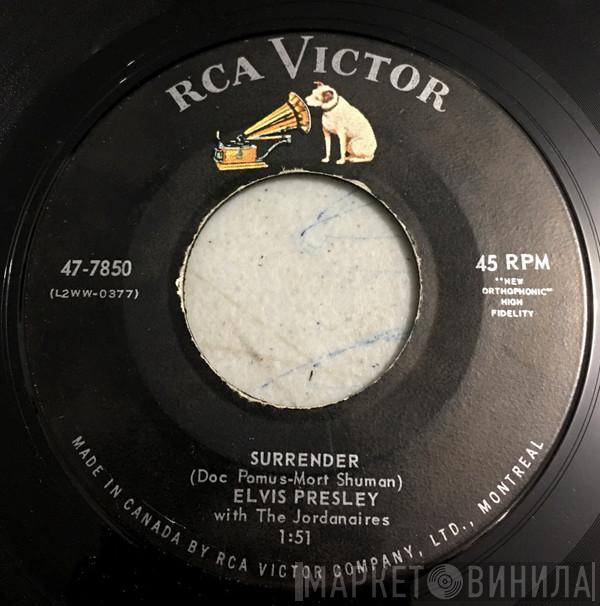 RCA VICTOR
47-7850
(L2WW-0377)
45 RPM
"NEW
ORTHOPHONIC"
HIGH
FIDELITY
SURRENDER
(Doc Pomus-Mort Shuman)
ELVIS PRESLEY
with The Jordanaires
1:51
MADE IN CANADA BY RCA VICTOR COMPANY, LTD., MONTREAL
МАРКЕТ ВИНИЛА